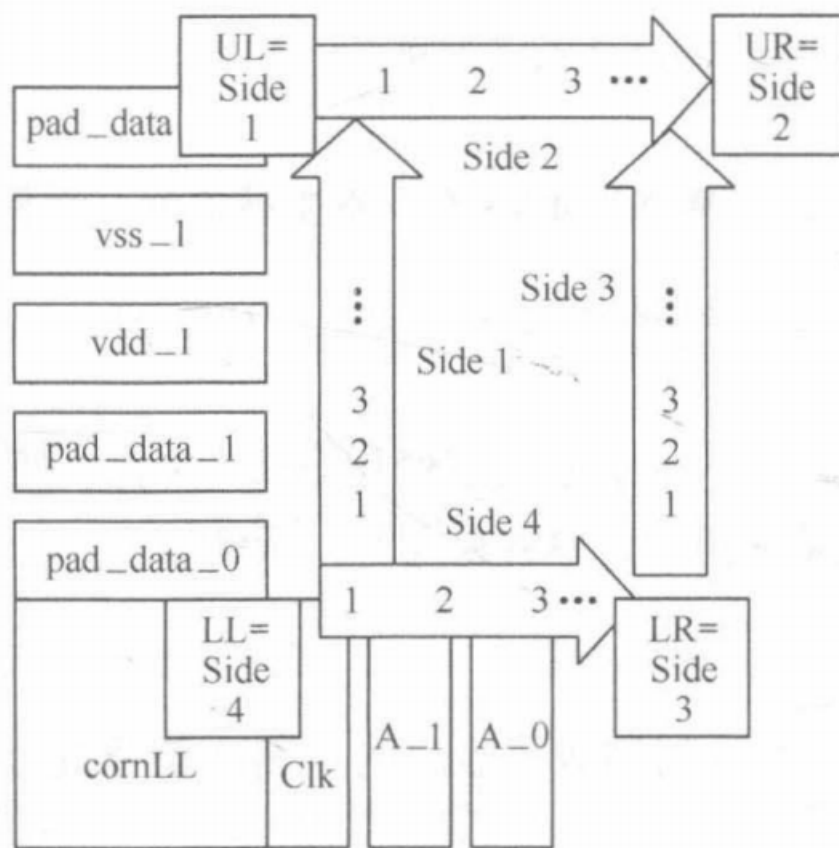 UL=
Side
1
1 2 3 ...
UR=
Side
2
pad_data
Side 2
vss_1
Side 3
...
...
vdd_1
Side 1
3
2
1
3
2
1
pad_data_1
Side 4
pad_data_0
1 2 3 ...
LL=
Side
4
LR=
Side
3
cornLL
Clk
A_1
A_0